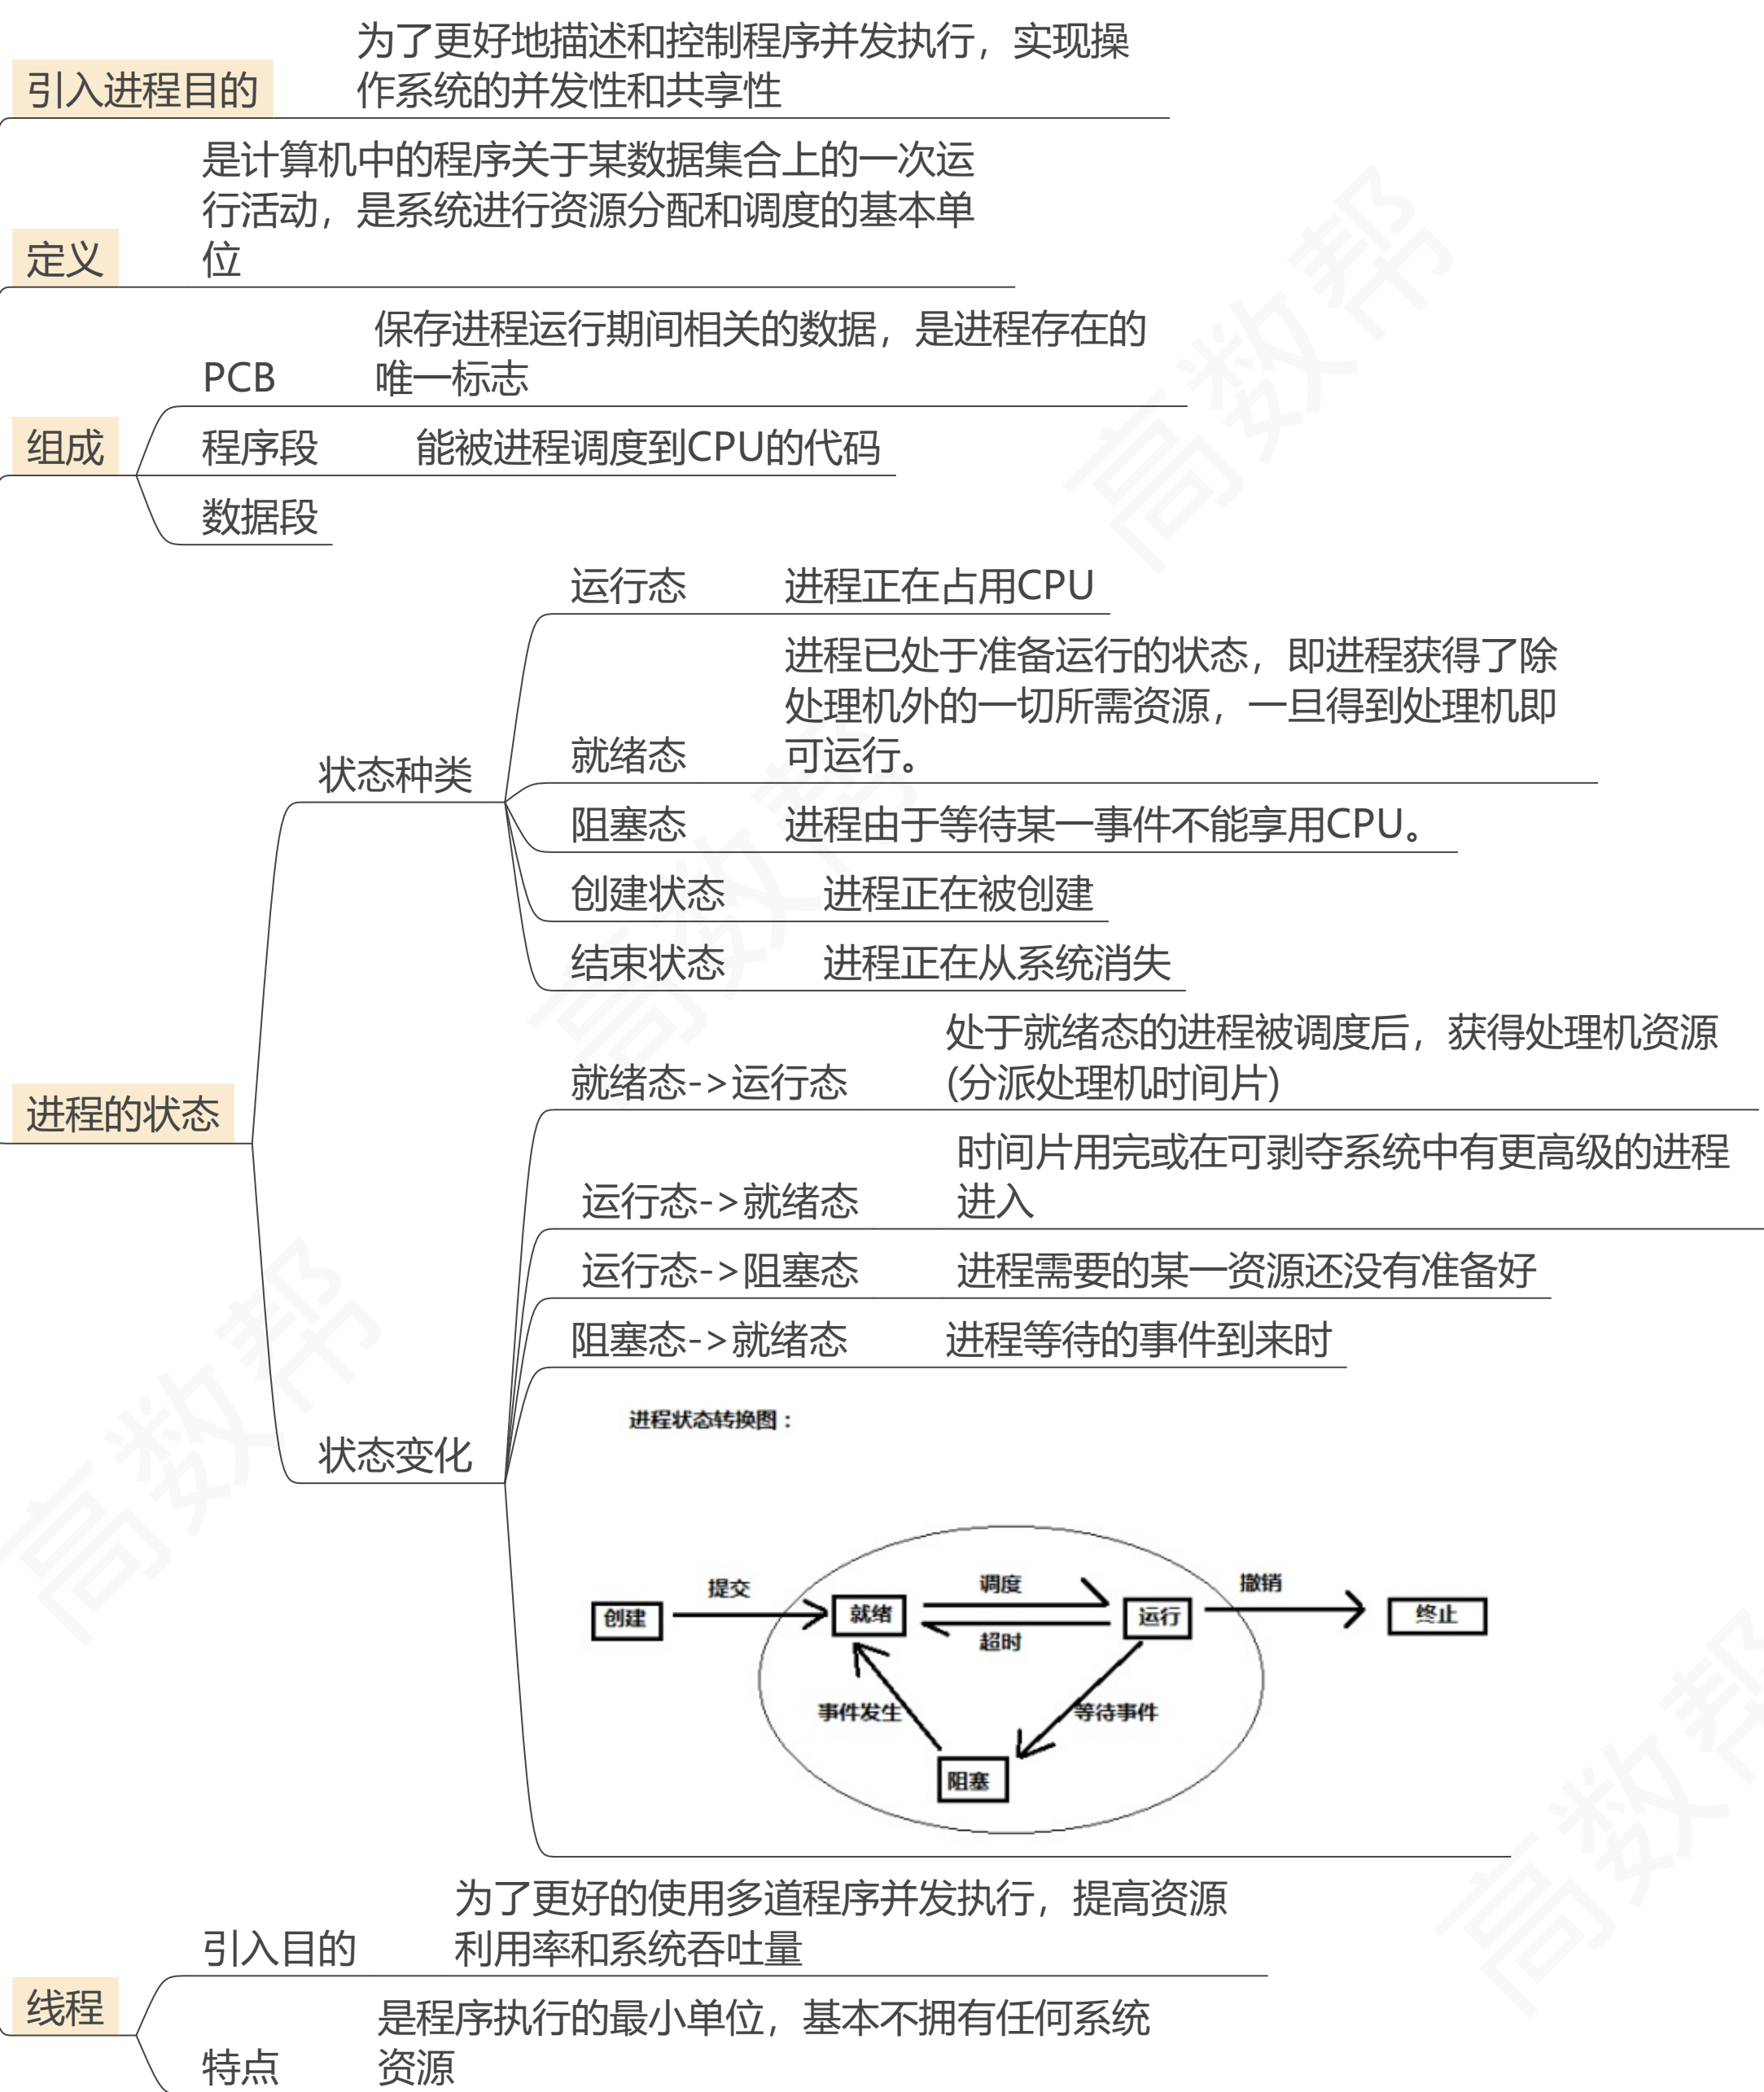 为了更好地描述和控制程序并发执行，实现操
引入进程目的
作系统的并发性和共享性
是计算机中的程序关于某数据集合上的一次运
行活动，是系统进行资源分配和调度的基本单
定义
位
保存进程运行期间相关的数据，是进程存在的
PCB
唯一标志
组成
程序段
能被进程调度到CPU的代码
数据段
运行态
进程正在占用CPU
进程已处于准备运行的状态，即进程获得了除
处理机外的一切所需资源，一旦得到处理机即
就绪态
可运行。
状态种类
阻塞态
进程由于等待某一事件不能享用CPU。
创建状态
进程正在被创建
结束状态
进程正在从系统消失
处于就绪态的进程被调度后，获得处理机资源
就绪态->运行态
(分派处理机时间片)
进程的状态
时间片用完或在可剥夺系统中有更高级的进程
运行态->就绪态
进入
运行态->阻塞态
进程需要的某一资源还没有准备好
阻塞态->就绪态
进程等待的事件到来时
进程状态转换图：
状态变化
提交
调度
撤销
创建
就绪
运行
终止
超时
事件发生
等待事件
阻塞
为了更好的使用多道程序并发执行，提高资源
引入目的
利用率和系统吞吐量
线程
是程序执行的最小单位，基本不拥有任何系统
特点
资源
高数帮
高数帮
高数帮
高数帮